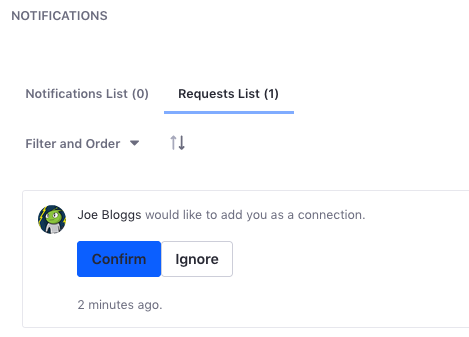 NOTIFICATIONS
Notifications List (0) Requests List (1)
Filter and Order
Joe Bloggs would like to add you as a connection.
Confirm Ignore
2 minutes ago.